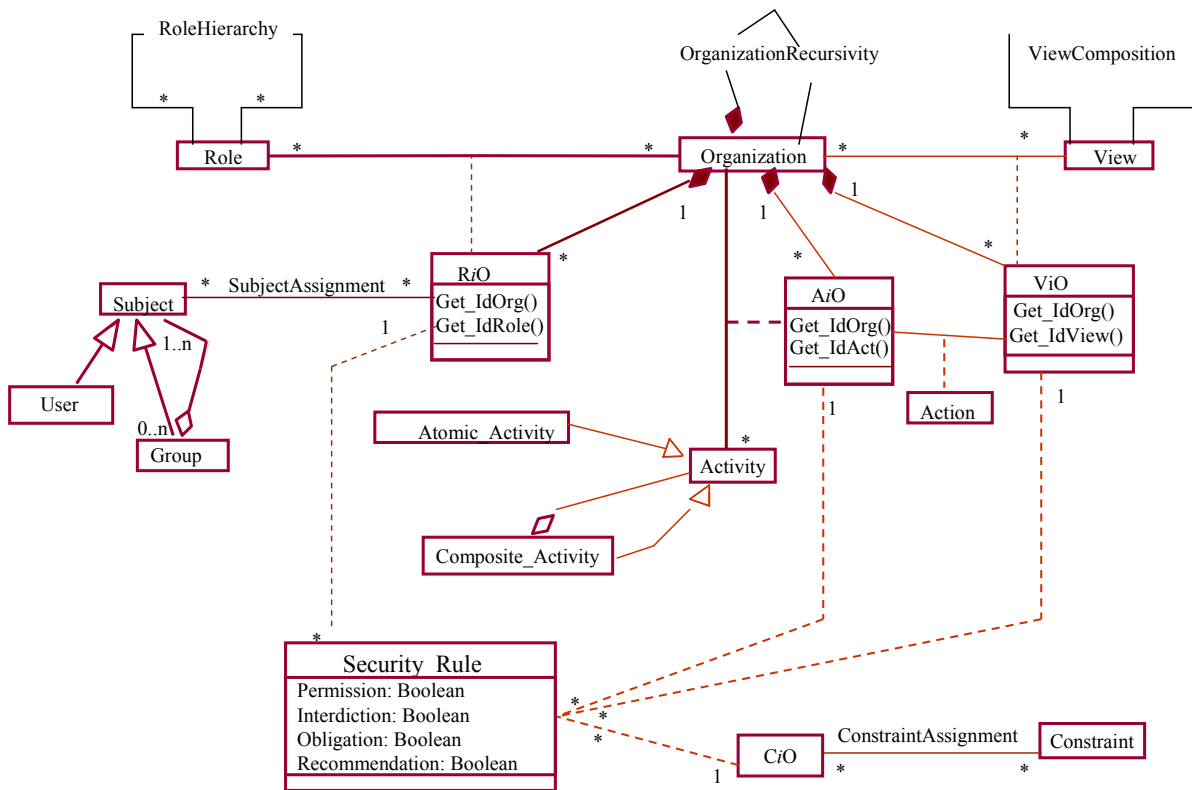 RoleHierarchy
OrganizationRecursivity
ViewComposition
* *
Role
* *
Organization
* *
View
1
1
1
*
*
*
RiO
Get_IdOrg()
Get_IdRole()
AiO
Get_IdOrg()
Get_IdAct()
ViO
Get_IdOrg()
Get_IdView()
* SubjectAssignment *
Subject
1..n
1
User
0..n
Group
1
Action
1
Atomic_Activity
*
Activity
Composite_Activity
*
Security_Rule
Permission: Boolean
Interdiction: Boolean
Obligation: Boolean
Recommendation: Boolean
*
*
*
1
CiO
ConstraintAssignment
* *
Constraint